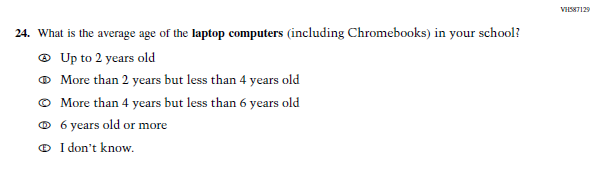 VH587129
24. What is the average age of the laptop computers (including Chromebooks) in your school?
A Up to 2 years old
B More than 2 years but less than 4 years old
C More than 4 years but less than 6 years old
D 6 years old or more
E I don't know.